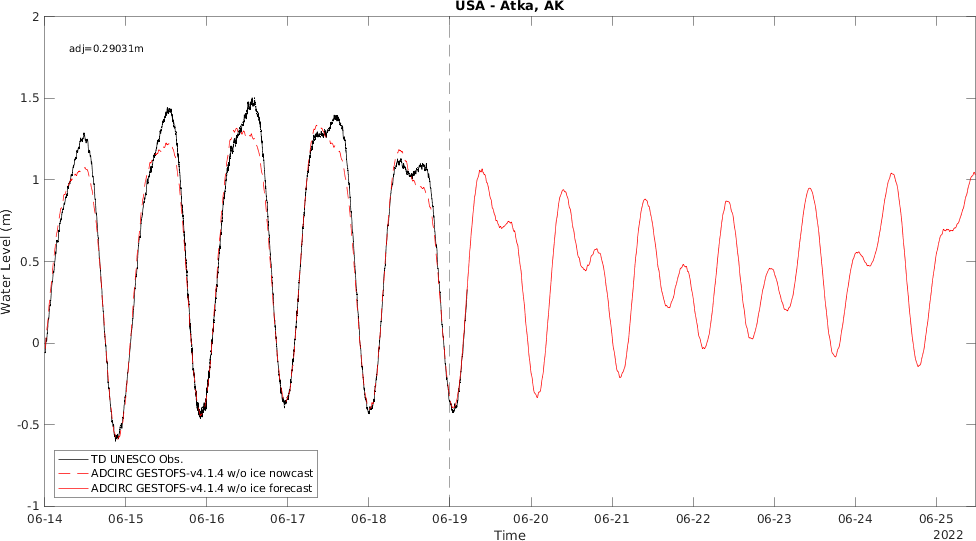 USA - Atka, AK
adj=0.29031m
2
1.5
1
0.5
0
-0.5
-1
Water Level (m)
TD UNESCO Obs.
ADCIRC GESTOFS-v4.1.4 w/o ice nowcast
ADCIRC GESTOFS-v4.1.4 w/o ice forecast
06-14 06-15 06-16 06-17 06-18 06-19 06-20 06-21 06-22 06-23 06-24 06-25
Time
2022